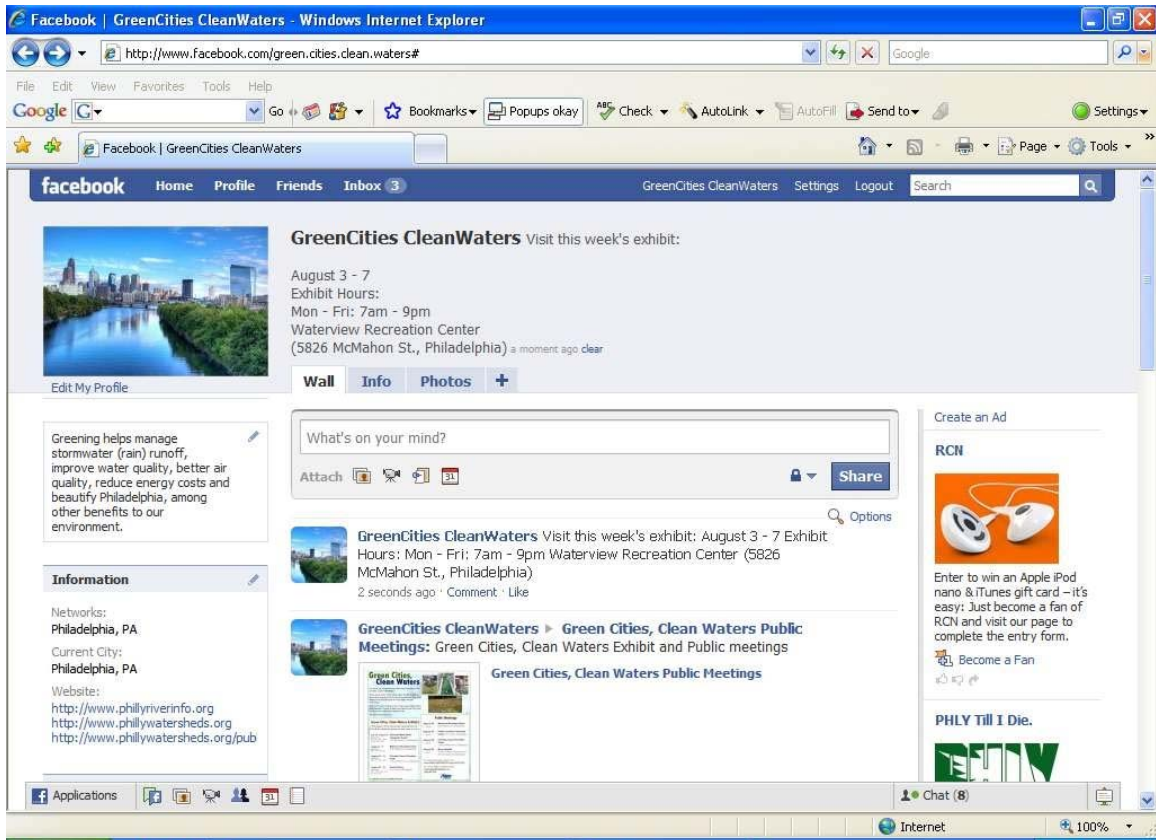 Facebook | GreenCities CleanWaters - Windows Internet Explorer
http://www.facebook.com/green.cities.clean.waters#
Google
File Edit View Favorites Tools Help
Google G Go Bookmarks Popups okay ABC Check AutoLink AutoFill Send to Settings
Facebook | GreenCities CleanWaters
Page Tools »
facebook Home Profile Friends Inbox 3 GreenCities CleanWaters Settings Logout Search
GreenCities CleanWaters Visit this week's exhibit:
August 3 - 7
Exhibit Hours:
Mon - Fri: 7am - 9pm
Waterview Recreation Center
(5826 McMahon St., Philadelphia) a moment ago clear
Edit My Profile
Wall Info Photos +
Greening helps manage
stormwater (rain) runoff,
improve water quality, better air
quality, reduce energy costs and
beautify Philadelphia, among
other benefits to our
environment.
Information
Networks:
Philadelphia, PA
Current City:
Philadelphia, PA
Website:
http://www.phillyriverinfo.org
http://www.phillywatersheds.org
http://www.phillywatersheds.org/pub
What's on your mind?
Attach 31 Share
Options
GreenCities CleanWaters Visit this week's exhibit: August 3 - 7 Exhibit
Hours: Mon - Fri: 7am - 9pm Waterview Recreation Center (5826
McMahon St., Philadelphia)
2 seconds ago · Comment · Like
GreenCities CleanWaters ▸ Green Cities, Clean Waters Public
Meetings: Green Cities, Clean Waters Exhibit and Public meetings
Green Cities,
Clean Waters
Green Cities, Clean Waters Public Meetings
Create an Ad
RCN
Enter to win an Apple iPod
nano & iTunes gift card – it's
easy: Just become a fan of
RCN and visit our page to
complete the entry form.
Become a Fan
PHLY Till I Die.
PHLY
Applications 31 Chat (8)
Internet 100%